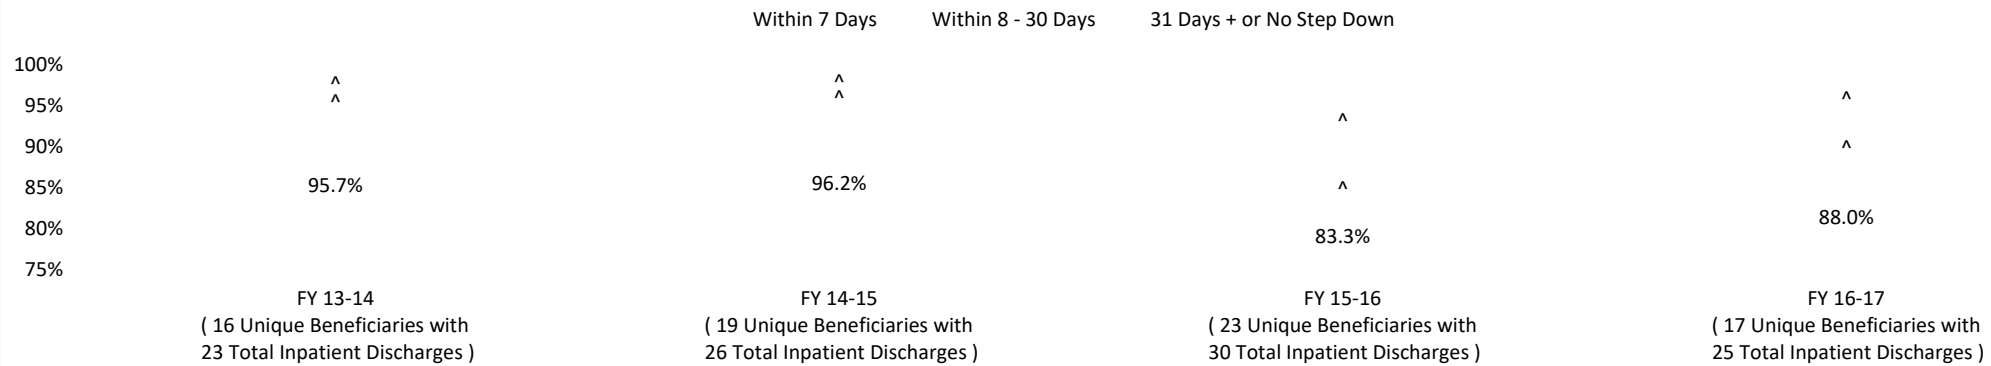 Within 7 Days Within 8 - 30 Days 31 Days + or No Step Down
100%
95%
90%
85%
80%
75%
^ ^ ^ ^
^ ^ ^ ^
95.7% 96.2% 83.3% 88.0%
FY 13-14 FY 14-15 FY 15-16 FY 16-17
( 16 Unique Beneficiaries with ( 19 Unique Beneficiaries with ( 23 Unique Beneficiaries with ( 17 Unique Beneficiaries with
23 Total Inpatient Discharges ) 26 Total Inpatient Discharges ) 30 Total Inpatient Discharges ) 25 Total Inpatient Discharges )